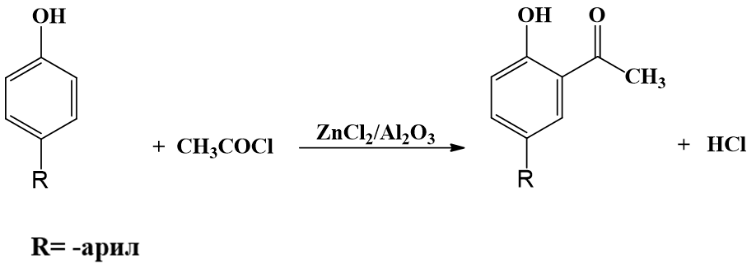 OH
R
+ CH₃COCl
ZnCl₂/Al₂O₃
OH
O
CH₃
R
+ HCl
R= -арил